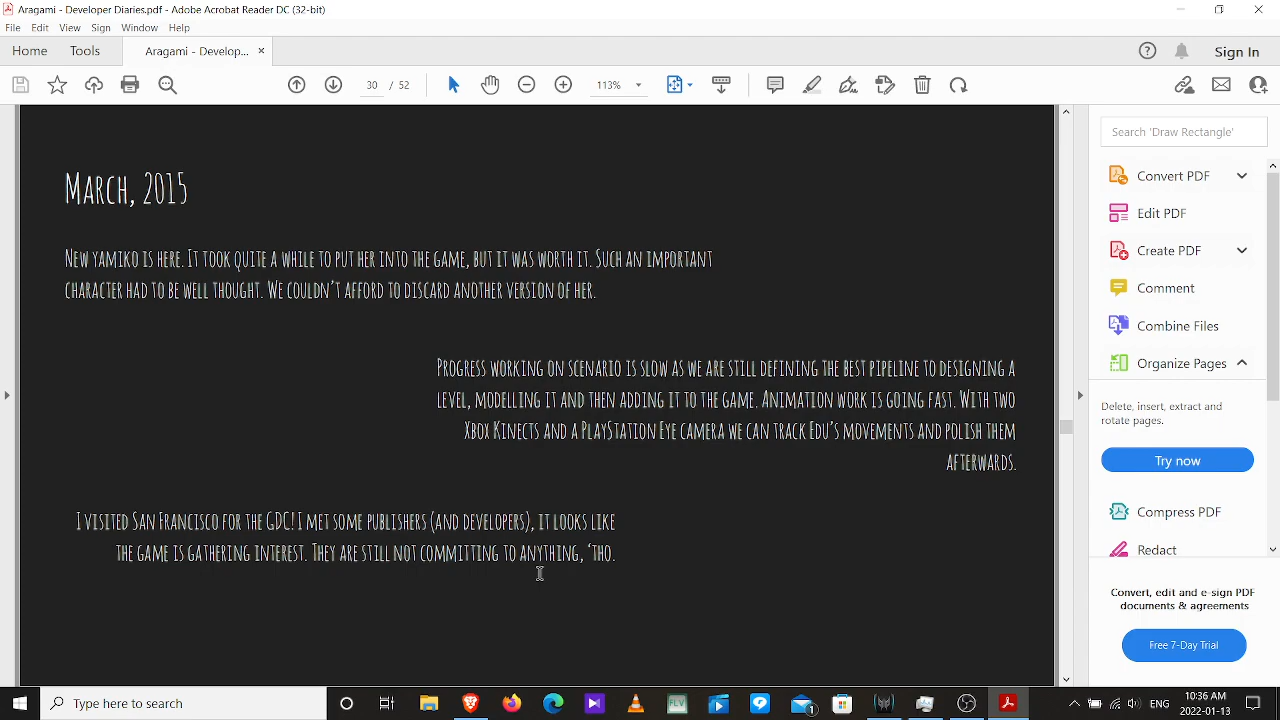 Aragami - Developer Diaries.pdf - Adobe Acrobat Reader DC (32-bit)
File Edit View Sign Window Help
Home Tools Aragami - Develop... × Sign In
30 / 52 113%
March, 2015
New yamiko is here. It took quite a while to put her into the game, but it was worth it. Such an important
character had to be well thought. We couldn't afford to discard another version of her.
Progress working on scenario is slow as we are still defining the best pipeline to designing a
level, modelling it and then adding it to the game. Animation work is going fast. With two
Xbox Kinects and a PlayStation Eye camera we can track Edu's movements and polish them
afterwards.
I visited San Francisco for the GDC! I met some publishers (and developers), it looks like
the game is gathering interest. They are still not committing to anything, 'tho.
Search 'Draw Rectangle'
Convert PDF
Edit PDF
Create PDF
Comment
Combine Files
Organize Pages
Delete, insert, extract and
rotate pages.
Try now
Compress PDF
Redact
Convert, edit and e-sign PDF
documents & agreements
Free 7-Day Trial
Type here to search
FLV
1
ENG
10:36 AM
2022-01-13